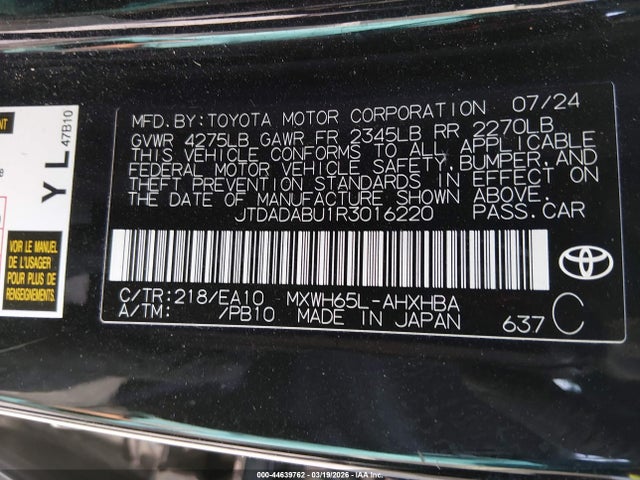 MFD.BY:TOYOTA MOTOR CORPORATION 07/24
GVWR 4275LB GAWR FR 2345LB RR 2270LB
THIS VEHICLE CONFORMS TO ALL APPLICABLE
FEDERAL MOTOR VEHICLE SAFETY,BUMPER,AND
THEFT PREVENTION STANDARDS IN EFFECT ON
THE DATE OF MANUFACTURE SHOWN ABOVE.
JTDADABU1R3016220 PASS.CAR
C/TR:218/EA10 MXWH65L-AHXHBA
A/TM: /PB10 MADE IN JAPAN 637 C
YL
47B10
VOIR LE MANUEL
DE L'USAGER
POUR PLUS DE
RENSEIGNEMENTS
00-44639762 | 03/19/2026 - IAA Inc.